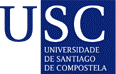 USC
UNIVERSIDADE
DE SANTIAGO
DE COMPOSTELA